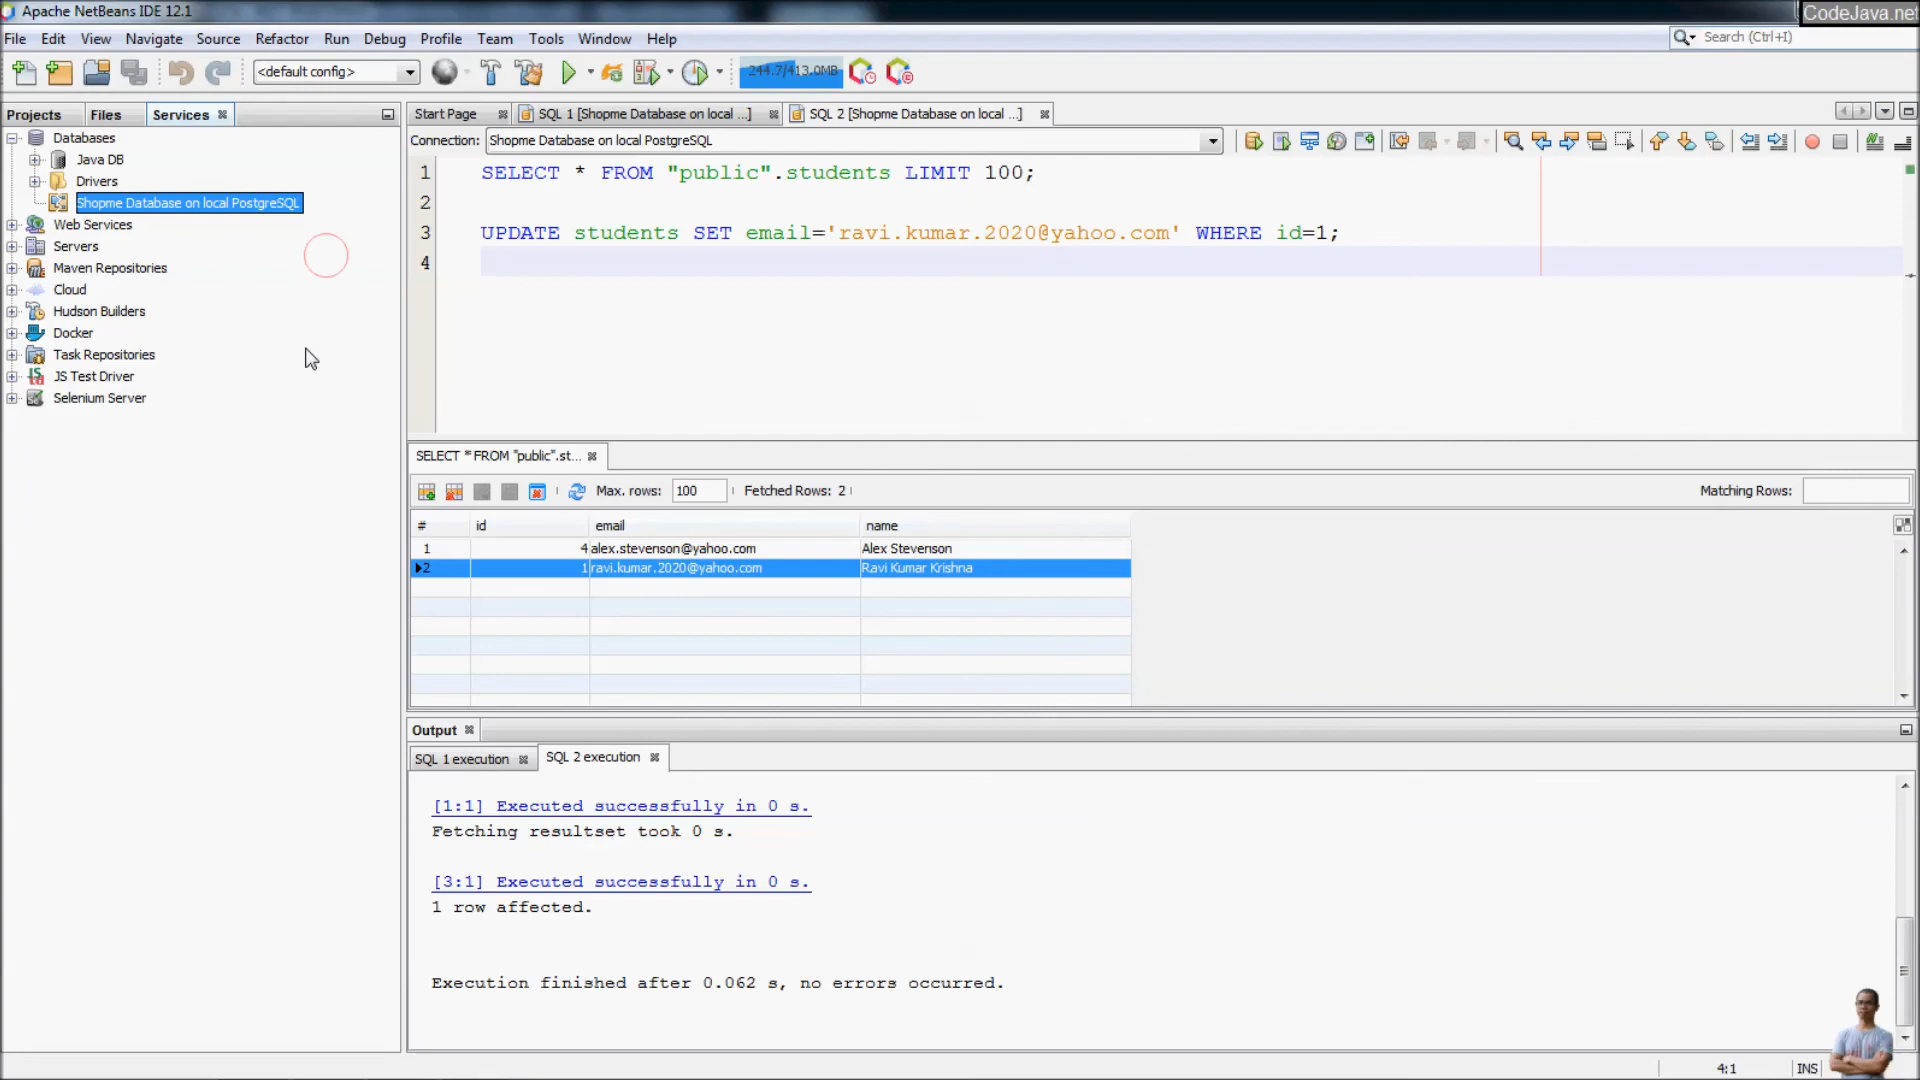 Apache NetBeans IDE 12.1
CodeJava.net
File Edit View Navigate Source Refactor Run Debug Profile Team Tools Window Help
Search (Ctrl+I)
<default config>
244.7/413.0MB
Projects Files Services
Start Page SQL 1 [Shopme Database on local ...] SQL 2 [Shopme Database on local ...]
Databases
Java DB
Drivers
Shopme Database on local PostgreSQL
Web Services
Servers
Maven Repositories
Cloud
Hudson Builders
Docker
Task Repositories
JS Test Driver
Selenium Server
Connection: Shopme Database on local PostgreSQL
1 SELECT * FROM "public".students LIMIT 100;
2
3 UPDATE students SET email='ravi.kumar.2020@yahoo.com' WHERE id=1;
4
SELECT * FROM "public".st...
Max. rows: 100 Fetched Rows: 2 Matching Rows:
# id email name
1 4 alex.stevenson@yahoo.com Alex Stevenson
2 1 ravi.kumar.2020@yahoo.com Ravi Kumar Krishna
Output
SQL 1 execution SQL 2 execution
[1:1] Executed successfully in 0 s.
Fetching resultset took 0 s.
[3:1] Executed successfully in 0 s.
1 row affected.
Execution finished after 0.062 s, no errors occurred.
4:1 INS